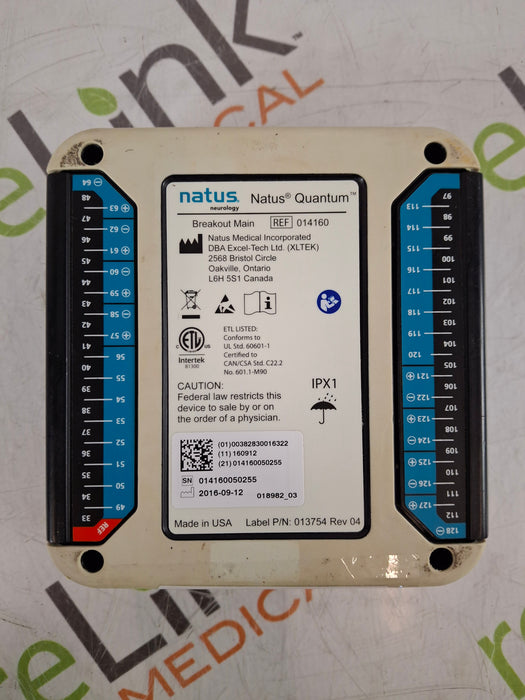 natus®
neurology
Natus® Quantum™
Breakout Main REF 014160
Natus Medical Incorporated
DBA Excel-Tech Ltd. (XLTEK)
2568 Bristol Circle
Oakville, Ontario
L6H 5S1 Canada
ETL LISTED:
Conforms to
UL Std. 60601-1
Certified to
CAN/CSA Std. C22.2
No. 601.1-M90
ETL
C US
Intertek
81300
CAUTION:
Federal law restricts this
device to sale by or on
the order of a physician.
IPX1
(01)00382830016322
(11)160912
(21)014160050255
SN 014160050255
2016-09-12 018982_03
Made in USA Label P/N: 013754 Rev 04
64 ⊖
48
63 ⊕
47
62 ⊖
46
61 ⊕
45
60 ⊖
44
59 ⊕
43
58 ⊖
42
57 ⊕
41
56
40
55
39
54
38
53
37
52
36
51
35
50
34
49
33
REF
97
113
98
114
99
115
100
116
101
117
102
118
103
119
104
120
105
121 ⊕
106
122 ⊖
107
123 ⊕
108
124 ⊖
109
125 ⊕
110
126 ⊖
111
127 ⊕
112
128 ⊖
reLink
MEDICAL
reLink
MEDICAL